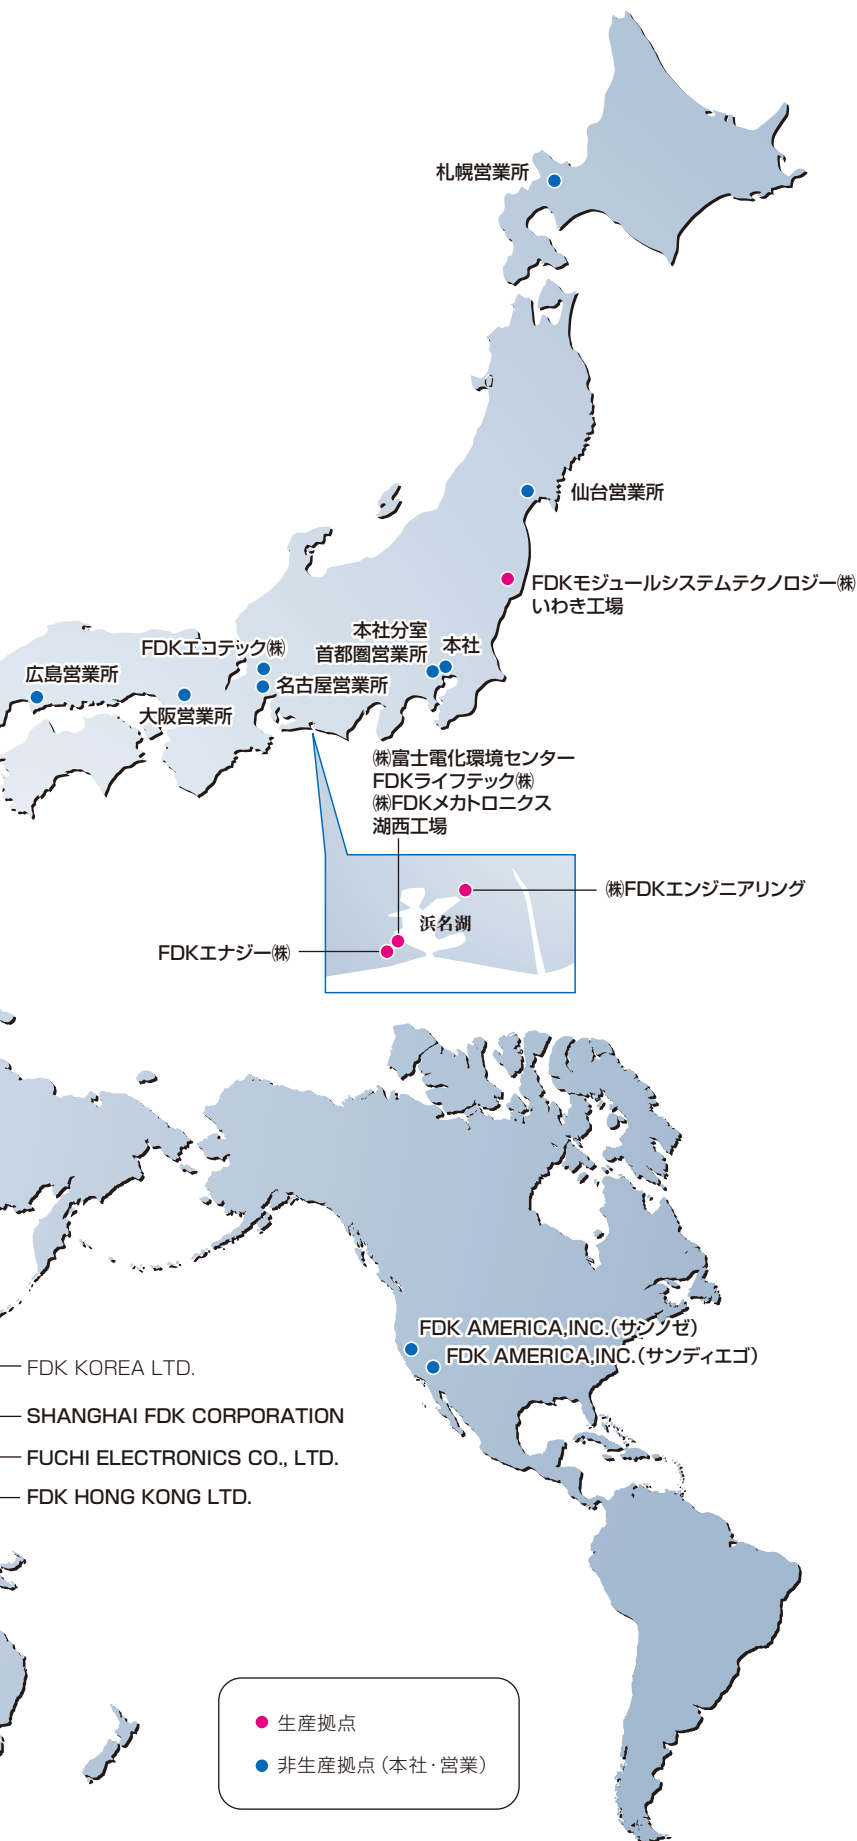 札幌営業所
仙台営業所
FDKモジュールシステムテクノロジー㈱
いわき工場
本社分室
首都圏営業所
本社
FDKエコテック㈱
名古屋営業所
広島営業所
大阪営業所
㈱富士電化環境センター
FDKライフテック㈱
㈱FDKメカトロニクス
湖西工場
㈱FDKエンジニアリング
浜名湖
FDKエナジー㈱
FDK AMERICA,INC.(サンノゼ)
FDK AMERICA,INC.(サンディエゴ)
FDK KOREA LTD.
SHANGHAI FDK CORPORATION
FUCHI ELECTRONICS CO., LTD.
FDK HONG KONG LTD.
生産拠点
非生産拠点(本社・営業)